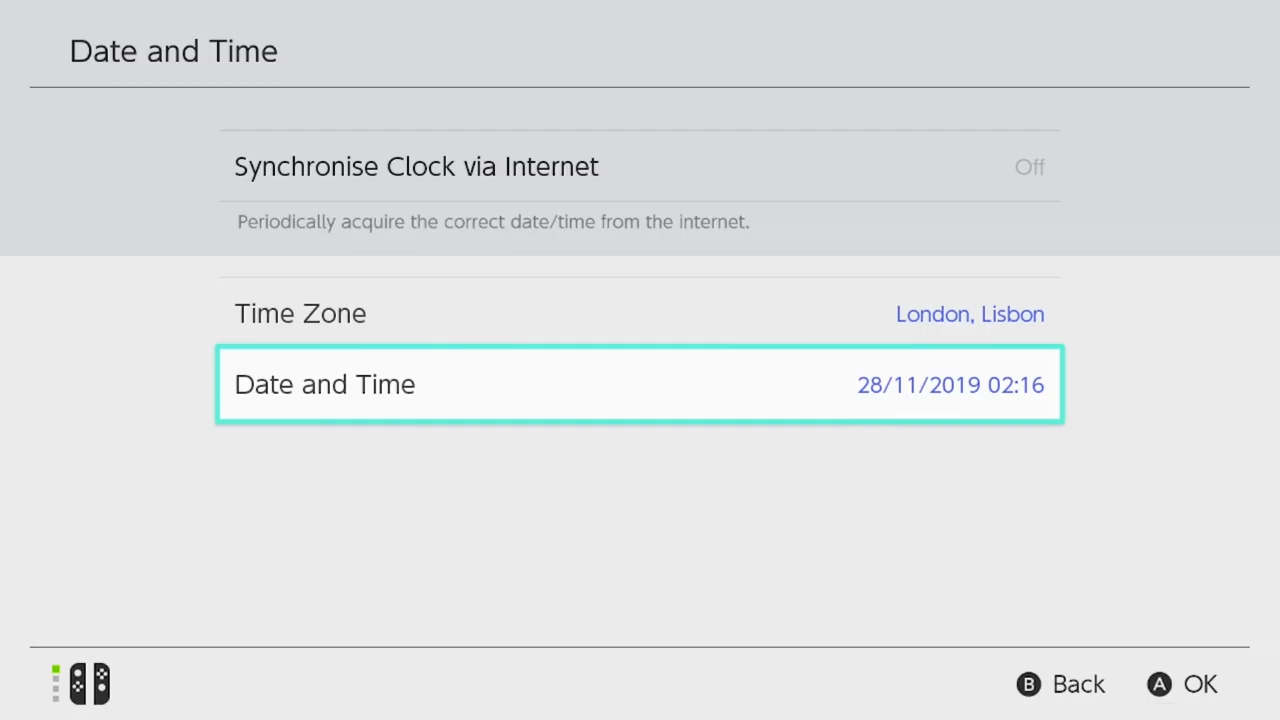 Date and Time
Synchronise Clock via Internet Off
Periodically acquire the correct date/time from the internet.
Time Zone London, Lisbon
Date and Time 28/11/2019 02:16
B Back A OK